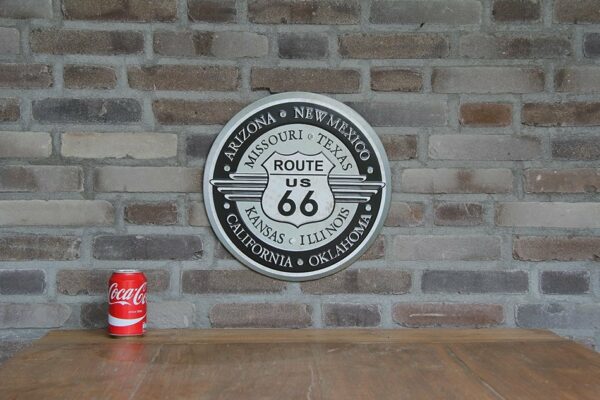 ARIZONA • NEW MEXICO
MISSOURI • TEXAS
ROUTE
US
66
KANSAS • ILLINOIS
CALIFORNIA • OKLAHOMA
Coca-Cola